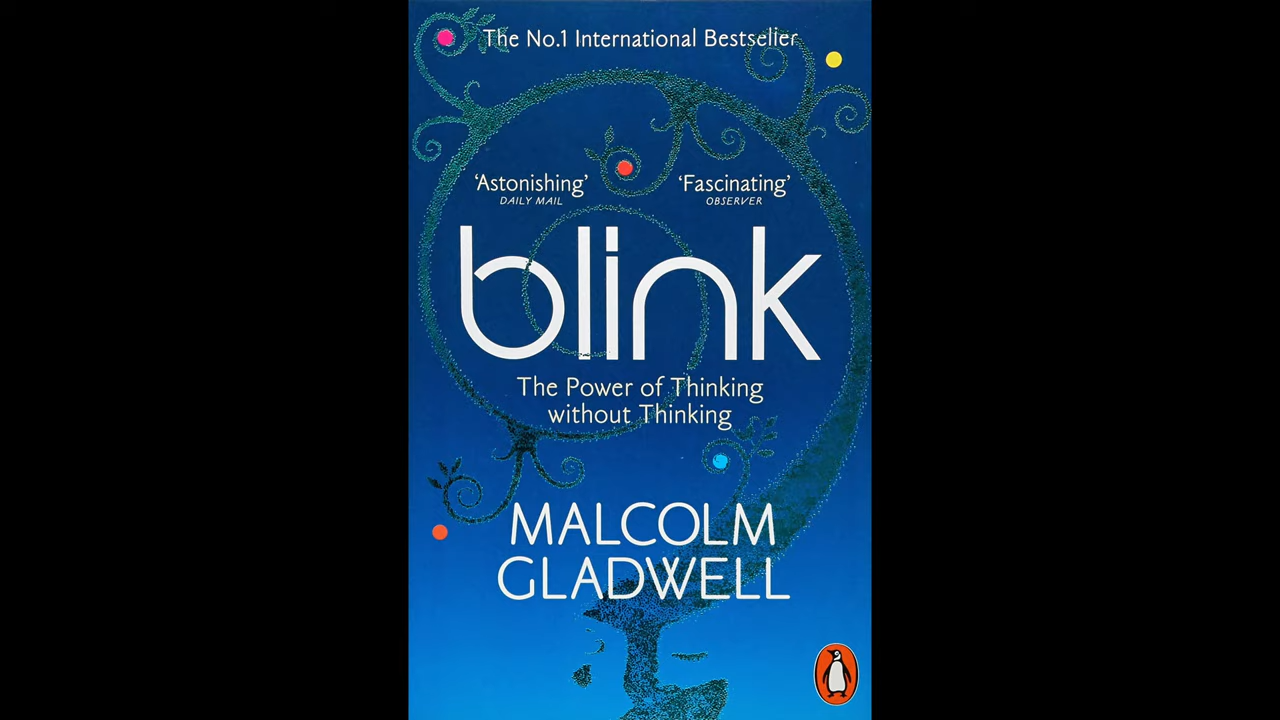 The No.1 International Bestseller
'Astonishing'
DAILY MAIL
'Fascinating'
OBSERVER
blink
The Power of Thinking
without Thinking
MALCOLM
GLADWELL